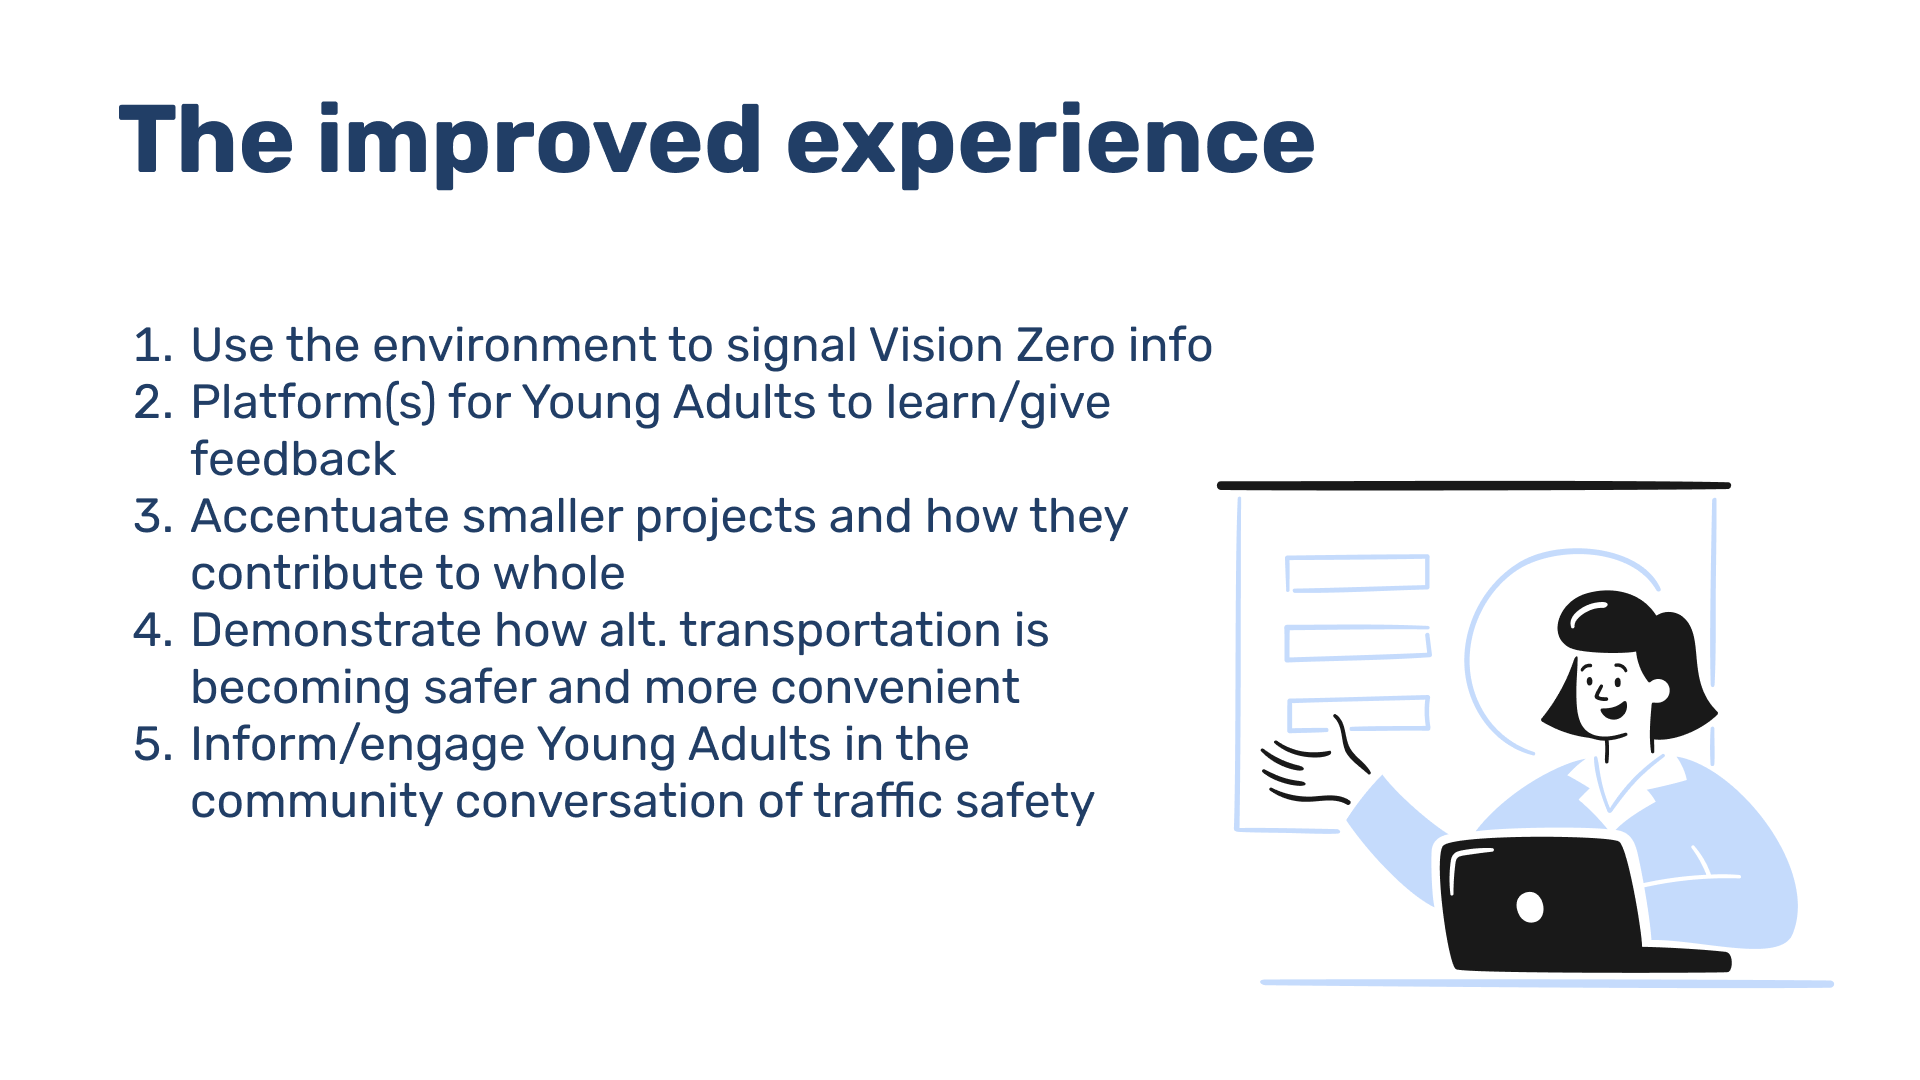 The improved experience
1. Use the environment to signal Vision Zero info
2. Platform(s) for Young Adults to learn/give
feedback
3. Accentuate smaller projects and how they
contribute to whole
4. Demonstrate how alt. transportation is
becoming safer and more convenient
5. Inform/engage Young Adults in the
community conversation of traffic safety